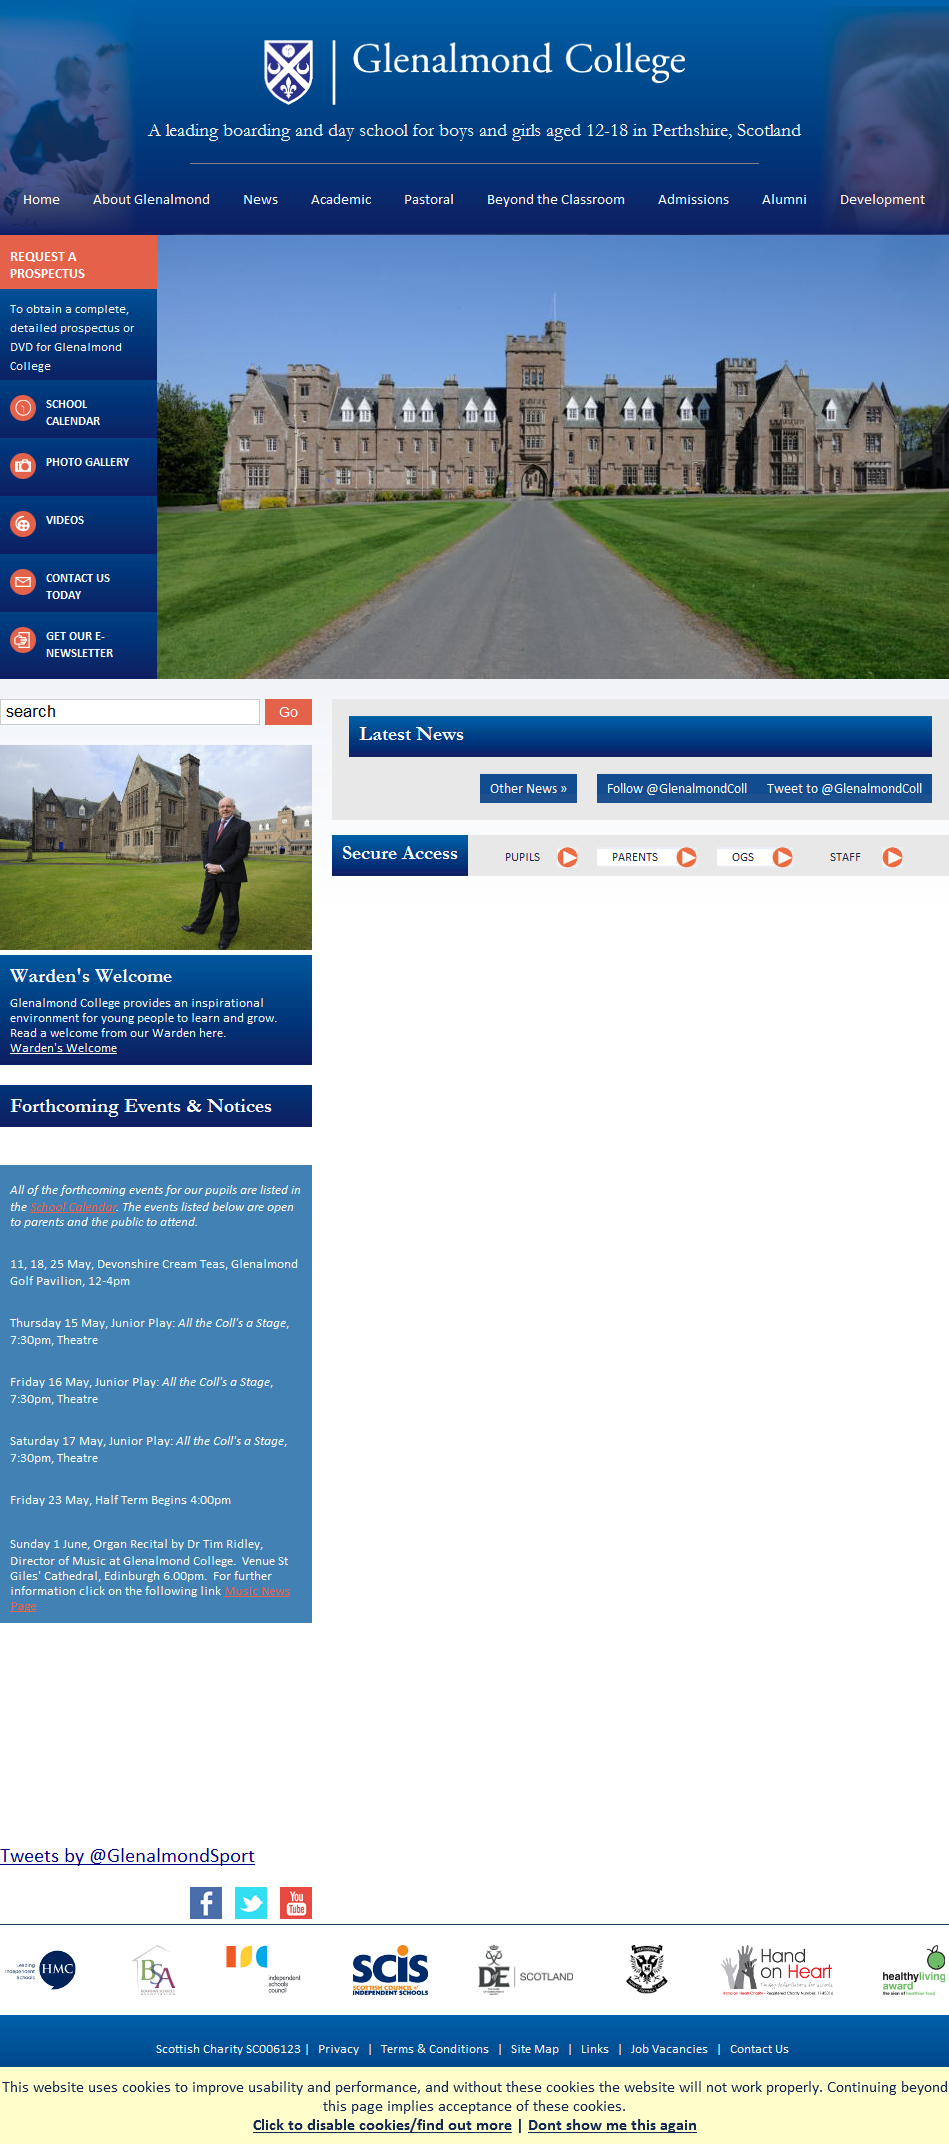 Glenalmond College
A leading boarding and day school for boys and girls aged 12-18 in Perthshire, Scotland
Home About Glenalmond News Academic Pastoral Beyond the Classroom Admissions Alumni Development
REQUEST A
PROSPECTUS
To obtain a complete,
detailed prospectus or
DVD for Glenalmond
College
SCHOOL
CALENDAR
PHOTO GALLERY
VIDEOS
CONTACT US
TODAY
GET OUR E-
NEWSLETTER
search Go
Latest News
Other News » Follow @GlenalmondColl Tweet to @GlenalmondColl
Secure Access PUPILS PARENTS OGS STAFF
Warden's Welcome
Glenalmond College provides an inspirational
environment for young people to learn and grow.
Read a welcome from our Warden here.
Warden's Welcome
Forthcoming Events & Notices
All of the forthcoming events for our pupils are listed in
the School Calendar. The events listed below are open
to parents and the public to attend.
11, 18, 25 May, Devonshire Cream Teas, Glenalmond
Golf Pavilion, 12-4pm
Thursday 15 May, Junior Play: All the Coll's a Stage,
7:30pm, Theatre
Friday 16 May, Junior Play: All the Coll's a Stage,
7:30pm, Theatre
Saturday 17 May, Junior Play: All the Coll's a Stage,
7:30pm, Theatre
Friday 23 May, Half Term Begins 4:00pm
Sunday 1 June, Organ Recital by Dr Tim Ridley,
Director of Music at Glenalmond College. Venue St
Giles' Cathedral, Edinburgh 6.00pm. For further
information click on the following link Music News
Page
Tweets by @GlenalmondSport
You
Tube
Leading
Independent
Schools
HMC
BSA
independent
schools
council
scis
SCOTTISH COUNCIL OF
INDEPENDENT SCHOOLS
DE SCOTLAND
Hand
on Heart
healthyliving
award
Scottish Charity SC006123 | Privacy | Terms & Conditions | Site Map | Links | Job Vacancies | Contact Us
This website uses cookies to improve usability and performance, and without these cookies the website will not work properly. Continuing beyond
this page implies acceptance of these cookies.
Click to disable cookies/find out more | Dont show me this again